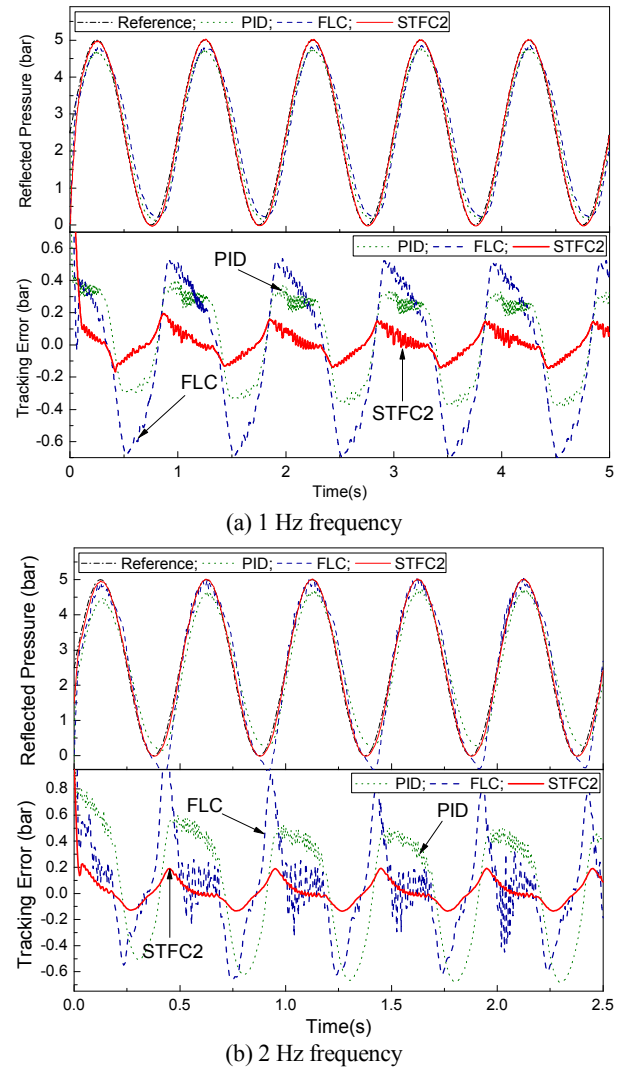 Reference; PID; FLC; STFC2
Reflected Pressure (bar)
5
4
3
2
1
0
PID; FLC; STFC2
Tracking Error (bar)
0.6
0.4
0.2
0.0
-0.2
-0.4
-0.6
PID
FLC
STFC2
0 1 2 3 4 5
Time(s)
(a) 1 Hz frequency
Reference; PID; FLC; STFC2
Reflected Pressure (bar)
5
4
3
2
1
0
PID; FLC; STFC2
Tracking Error (bar)
0.8
0.6
0.4
0.2
0.0
-0.2
-0.4
-0.6
FLC
PID
STFC2
0.0 0.5 1.0 1.5 2.0 2.5
Time(s)
(b) 2 Hz frequency